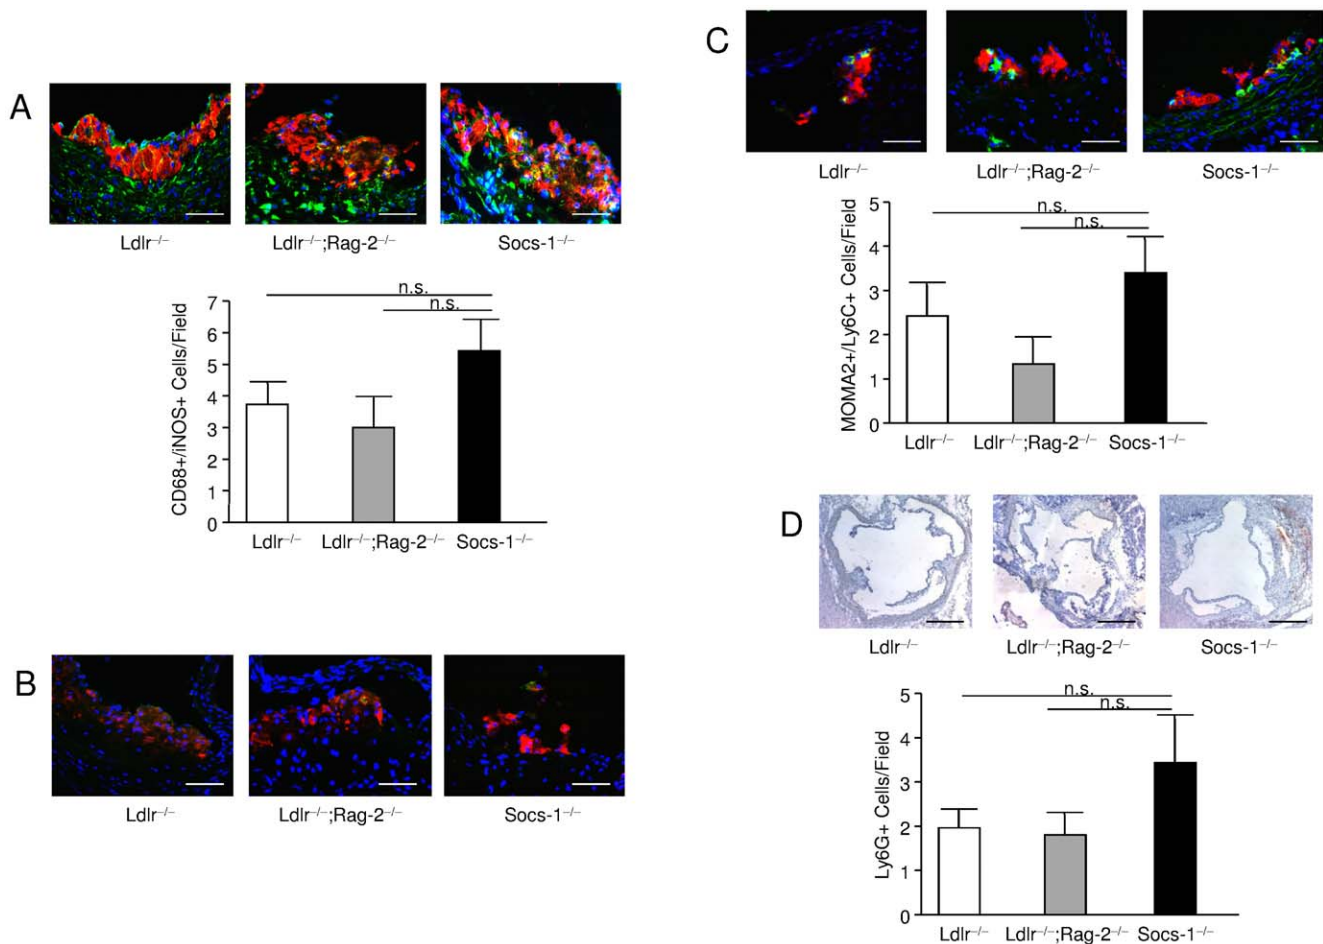 A
Ldlr⁻/⁻
Ldlr⁻/⁻;Rag-2⁻/⁻
Socs-1⁻/⁻
n.s.
n.s.
CD68+/iNOS+ Cells/Field
7
6
5
4
3
2
1
0
Ldlr⁻/⁻
Ldlr⁻/⁻;Rag-2⁻/⁻
Socs-1⁻/⁻
B
Ldlr⁻/⁻
Ldlr⁻/⁻;Rag-2⁻/⁻
Socs-1⁻/⁻
C
Ldlr⁻/⁻
Ldlr⁻/⁻;Rag-2⁻/⁻
Socs-1⁻/⁻
n.s.
n.s.
MOMA2+/Ly6C+ Cells/Field
5
4
3
2
1
0
Ldlr⁻/⁻
Ldlr⁻/⁻;Rag-2⁻/⁻
Socs-1⁻/⁻
D
Ldlr⁻/⁻
Ldlr⁻/⁻;Rag-2⁻/⁻
Socs-1⁻/⁻
n.s.
n.s.
Ly6G+ Cells/Field
5
4
3
2
1
0
Ldlr⁻/⁻
Ldlr⁻/⁻;Rag-2⁻/⁻
Socs-1⁻/⁻